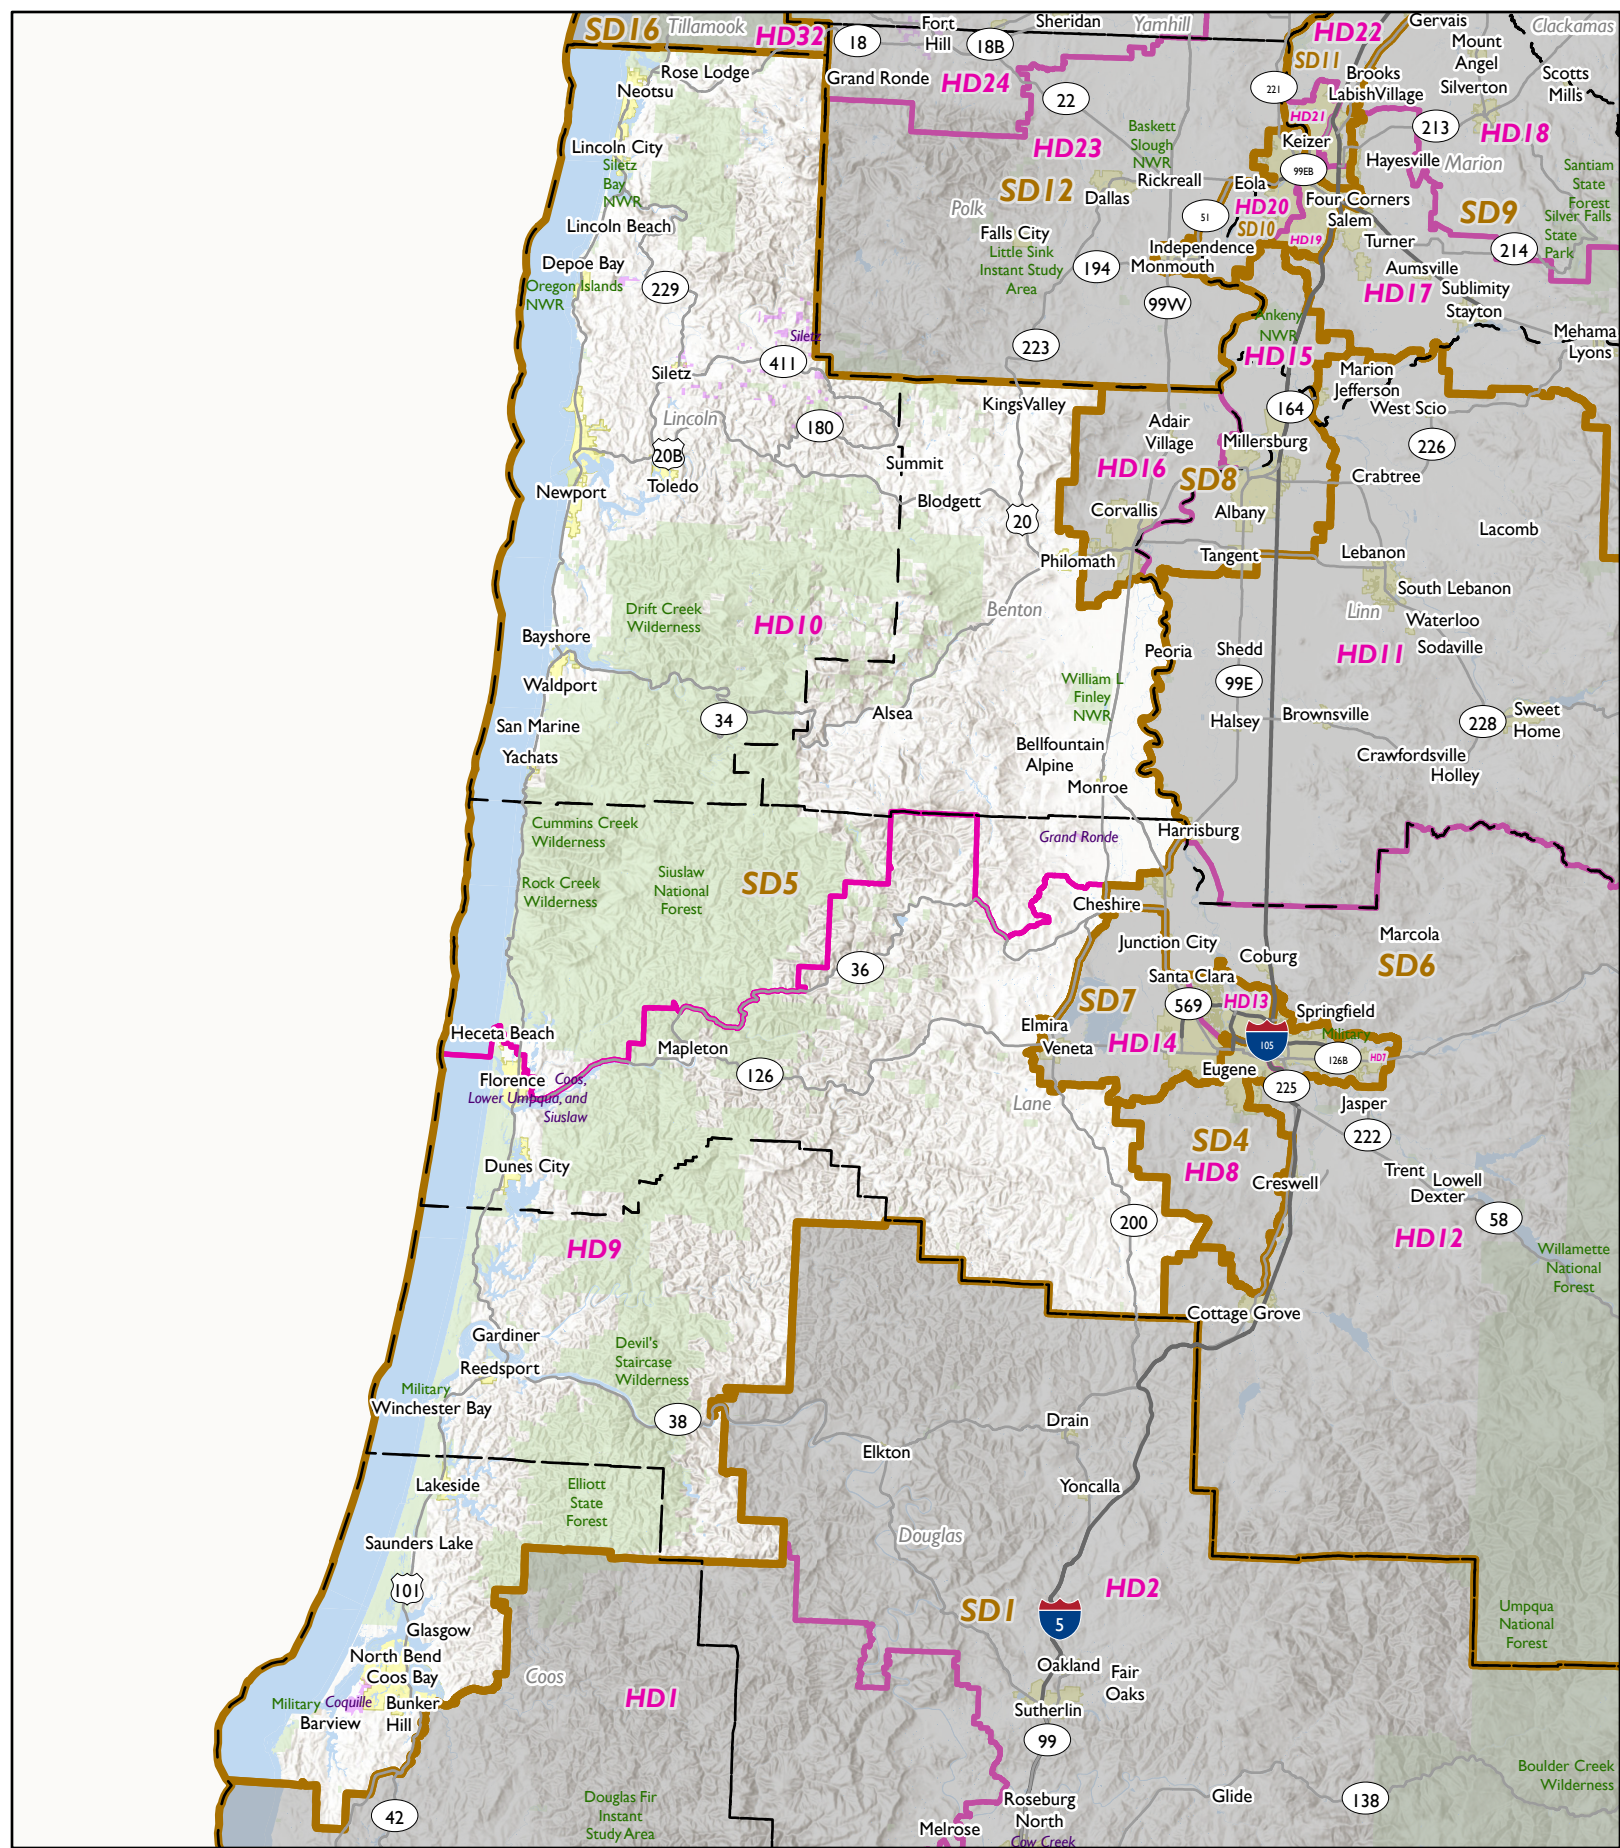 SD16
Tillamook
HD32
18
Fort
Hill
18B
Sheridan
Yamhill
HD22
Gervais
Clackamas
SD11
Mount
Angel
Rose Lodge
Neotsu
Grand Ronde
HD24
22
221
Brooks
LabishVillage
Silverton
Scotts
Mills
HD21
213
HD18
Lincoln City
Siletz
Bay
NWR
HD23
Baskett
Slough
NWR
Keizer
99EB
Hayesville
Marion
Santiam
State
Forest
SD12
Dallas
Rickreall
Eola
Four Corners
HD20
SD9
Silver Falls
State
Park
Polk
51
Salem
Lincoln Beach
Falls City
Little Sink
Instant Study
Area
SD10
HD19
Turner
214
Independence
Monmouth
194
Depoe Bay
Oregon Islands
NWR
229
Aumsville
HD17
Sublimity
Stayton
99W
Ankeny
NWR
Mehama
Lyons
Siletz
411
223
HD15
Siletz
Marion
Jefferson
Lincoln
180
KingsValley
164
West Scio
Adair
Village
226
20B
Toledo
Summit
HD16
Millersburg
SD8
Crabtree
Newport
Blodgett
20
Corvallis
Albany
Lacomb
Philomath
Tangent
Lebanon
South Lebanon
Drift Creek
Wilderness
HD10
Benton
Linn
Waterloo
Bayshore
Peoria
Shedd
HD11
Sodaville
Waldport
William L
Finley
NWR
99E
34
Alsea
Halsey
Brownsville
228
Sweet
Home
San Marine
Yachats
Bellfountain
Alpine
Crawfordsville
Holley
Monroe
Cummins Creek
Wilderness
Grand Ronde
Harrisburg
Rock Creek
Wilderness
Siuslaw
National
Forest
SD5
Cheshire
Marcola
Junction City
Coburg
SD6
36
Santa Clara
SD7
569
HD13
Springfield
Heceta Beach
Elmira
Veneta
HD14
105
Military
126B
HD7
Mapleton
Florence
Coos,
Lower Umpqua, and
Siuslaw
126
Eugene
225
Jasper
Lane
222
SD4
Dunes City
HD8
Trent
Lowell
Dexter
Creswell
200
58
HD9
HD12
Willamette
National
Forest
Cottage Grove
Gardiner
Reedsport
Devil's
Staircase
Wilderness
Military
Winchester Bay
38
Drain
Elkton
Lakeside
Elliott
State
Forest
Yoncalla
Douglas
Saunders Lake
101
HD2
SD1
5
Umpqua
National
Forest
Glasgow
North Bend
Coos Bay
Coos
Oakland
Fair
Oaks
Military
Coquille
Bunker
Hill
Barview
HD1
Sutherlin
99
Boulder Creek
Wilderness
42
Douglas Fir
Instant
Study Area
Roseburg
North
Glide
138
Melrose
Cow Creek